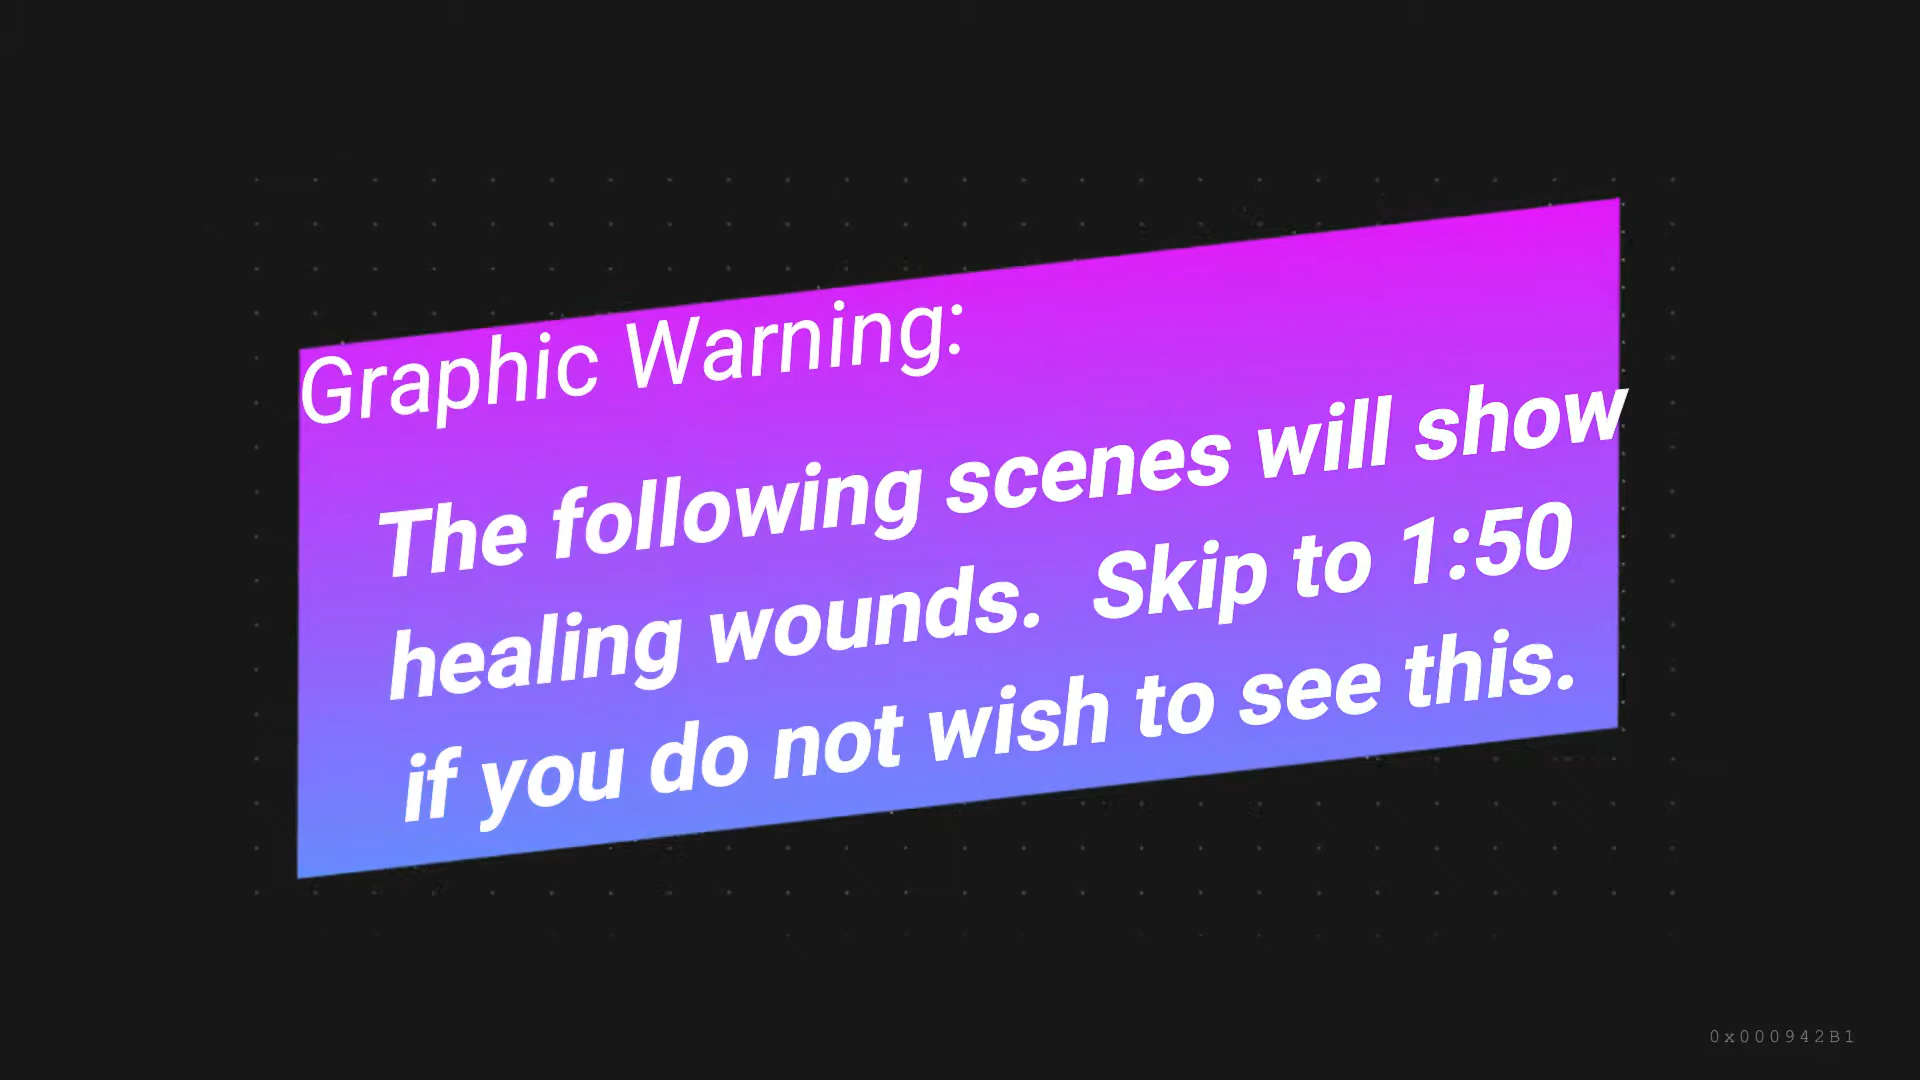 Graphic Warning:
The following scenes will show
healing wounds.  Skip to 1:50
if you do not wish to see this.
0x000942B1